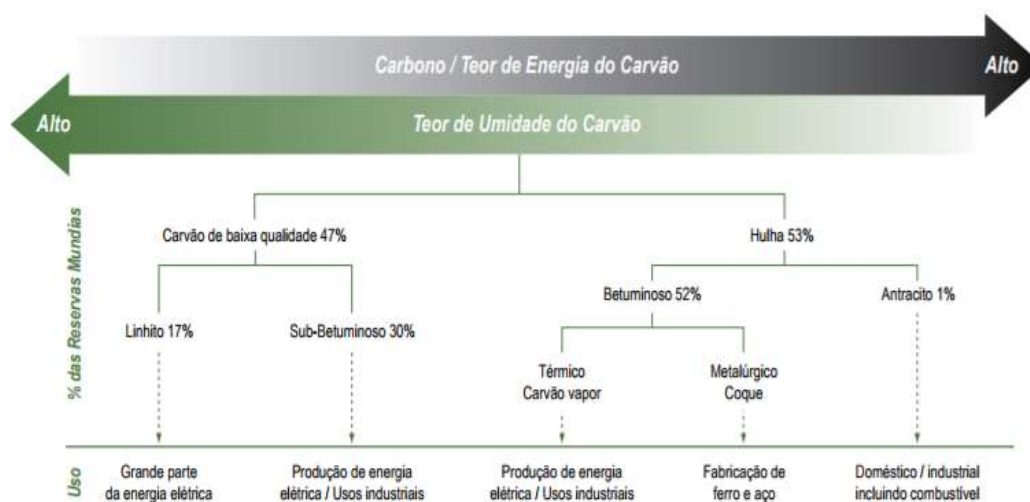 Carbono / Teor de Energia do Carvão
Alto
Alto
Teor de Umidade do Carvão
% das Reservas Mundias
Carvão de baixa qualidade 47%
Hulha 53%
Betuminoso 52%
Antracito 1%
Linhito 17%
Sub-Betuminoso 30%
Térmico
Carvão vapor
Metalúrgico
Coque
Uso
Grande parte
da energia elétrica
Produção de energia
elétrica / Usos industriais
Produção de energia
elétrica / Usos industriais
Fabricação de
ferro e aço
Doméstico / industrial
incluindo combustível